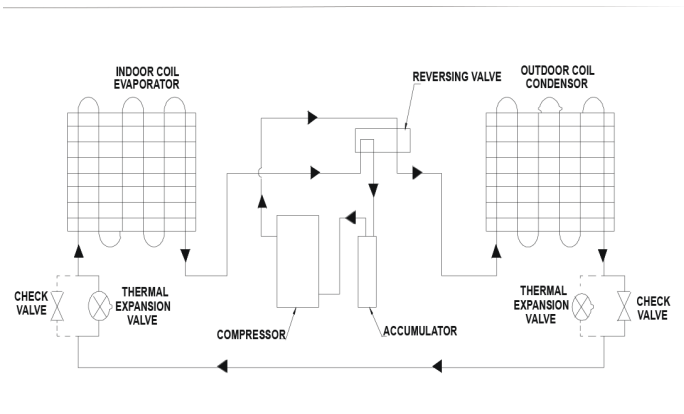 INDOOR COIL
EVAPORATOR
REVERSING VALVE
OUTDOOR COIL
CONDENSOR
CHECK
VALVE
THERMAL
EXPANSION
VALVE
COMPRESSOR
ACCUMULATOR
THERMAL
EXPANSION
VALVE
CHECK
VALVE